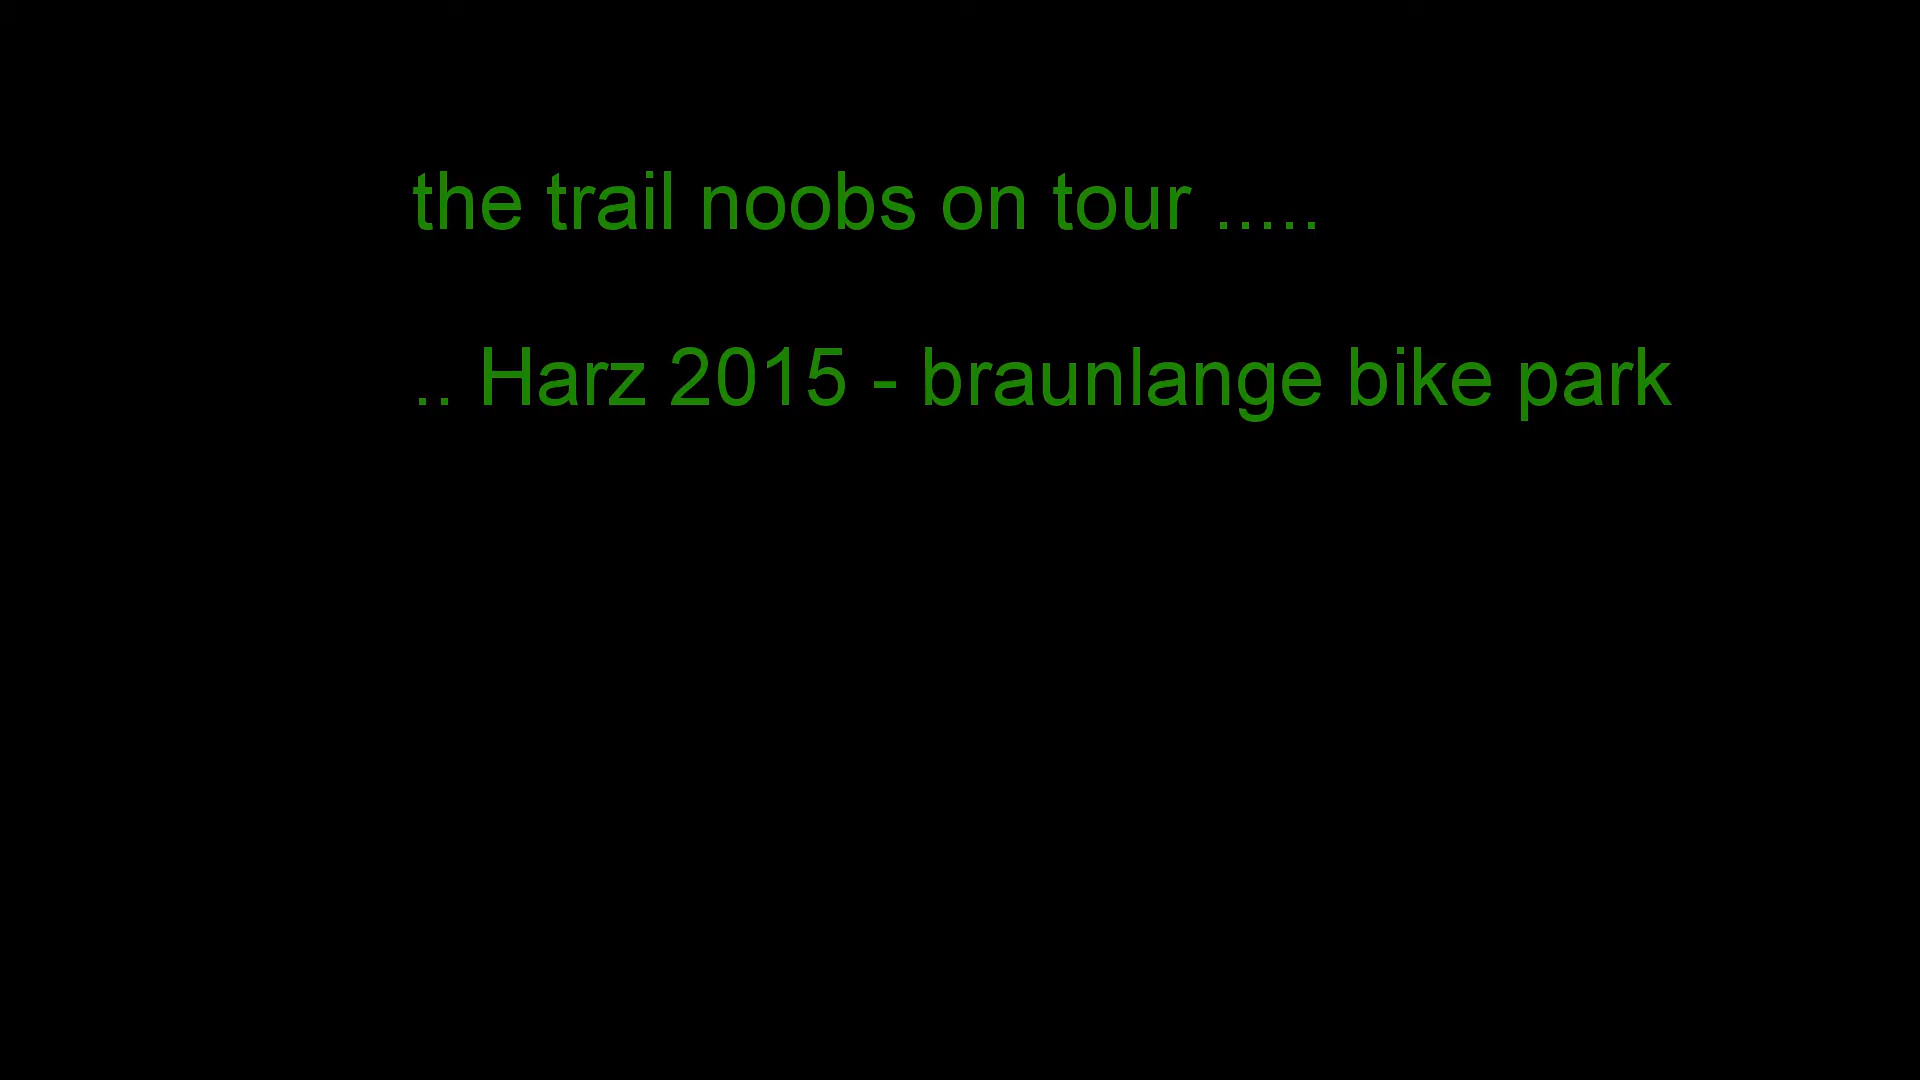 the trail noobs on tour .....
.. Harz 2015 - braunlange bike park